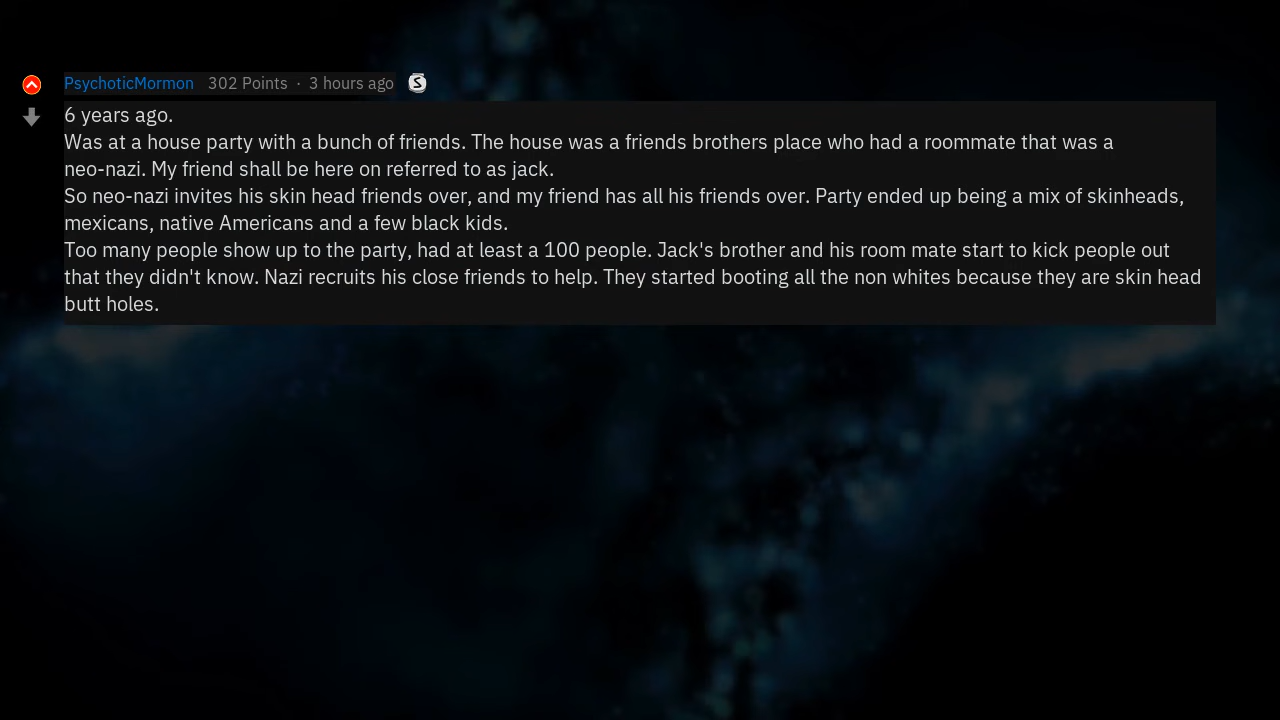 PsychoticMormon 302 Points · 3 hours ago
6 years ago.
Was at a house party with a bunch of friends. The house was a friends brothers place who had a roommate that was a
neo-nazi. My friend shall be here on referred to as jack.
So neo-nazi invites his skin head friends over, and my friend has all his friends over. Party ended up being a mix of skinheads,
mexicans, native Americans and a few black kids.
Too many people show up to the party, had at least a 100 people. Jack's brother and his room mate start to kick people out
that they didn't know. Nazi recruits his close friends to help. They started booting all the non whites because they are skin head
butt holes.